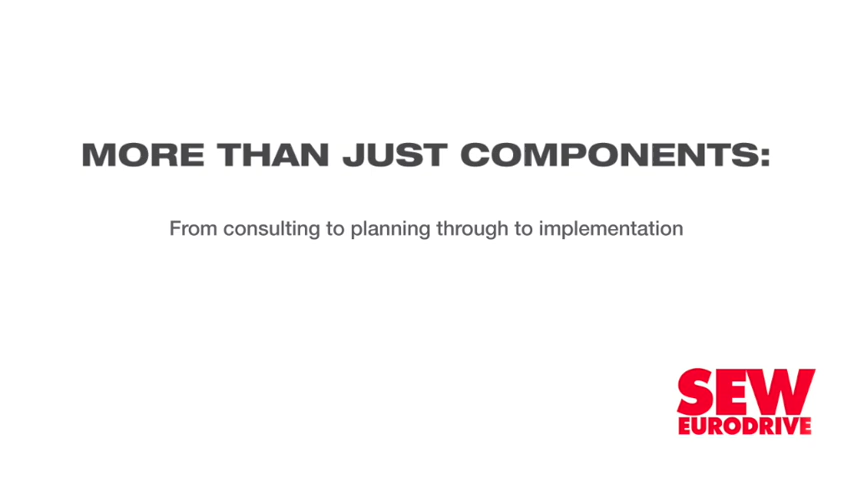 MORE THAN JUST COMPONENTS:
From consulting to planning through to implementation
SEW
EURODRIVE